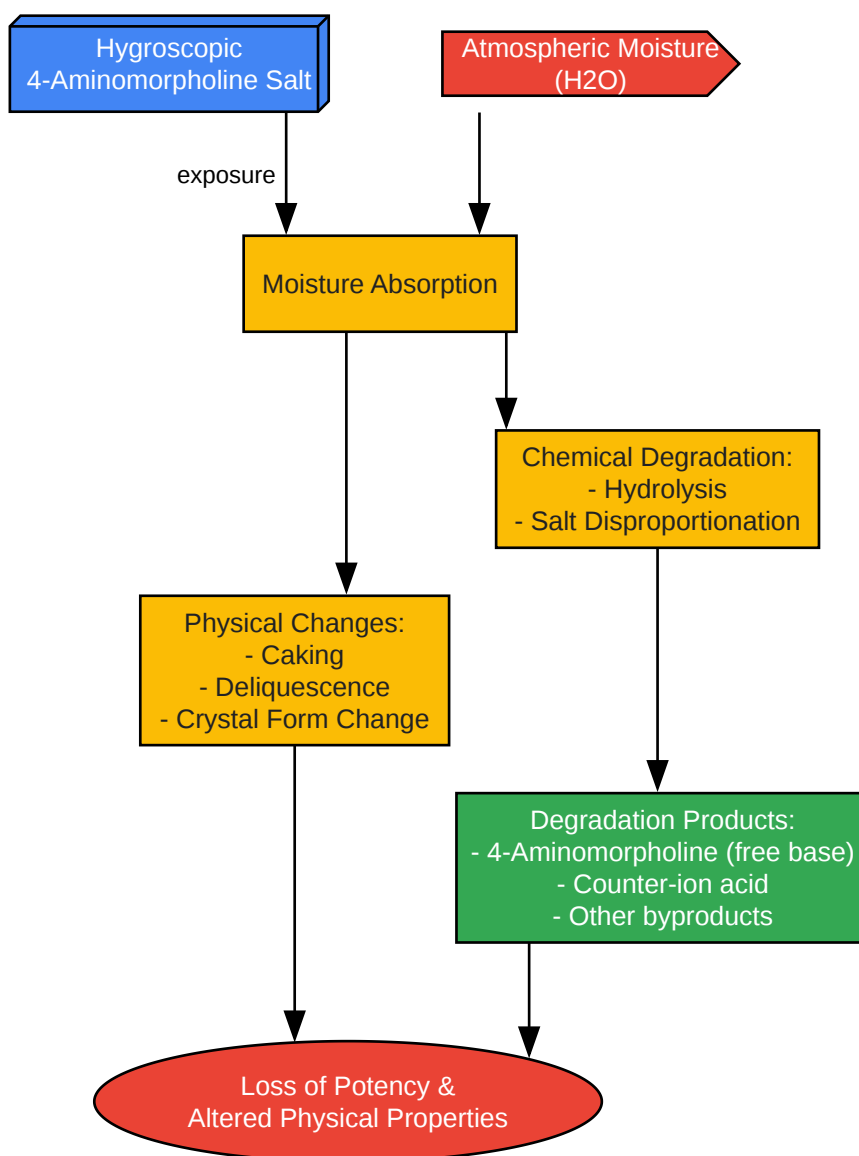 Hygroscopic
4-Aminomorpholine Salt
Atmospheric Moisture
(H2O)
exposure
Moisture Absorption
Chemical Degradation:
- Hydrolysis
- Salt Disproportionation
Physical Changes:
- Caking
- Deliquescence
- Crystal Form Change
Degradation Products:
- 4-Aminomorpholine (free base)
- Counter-ion acid
- Other byproducts
Loss of Potency &
Altered Physical Properties